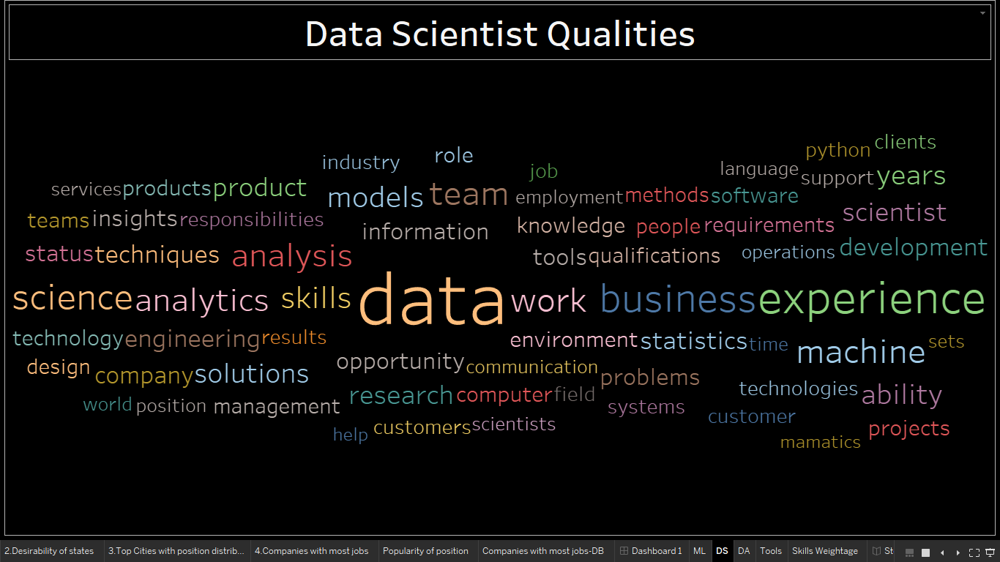 Data Scientist Qualities
clients
python
industry role
job language support years
services products product models team employment methods software
teams insights responsibilities scientist
information knowledge people requirements
status techniques analysis tools qualifications operations development
science analytics skills data work business experience
technology engineering results environment statistics time machine sets
design company solutions opportunity communication problems
world position management research computer field systems technologies ability
help customers scientists customer projects
mamatics
2.Desirability of states 3.Top Cities with position distrib... 4.Companies with most jobs Popularity of position Companies with most jobs-DB Dashboard 1 ML DS DA Tools Skills Weightage St